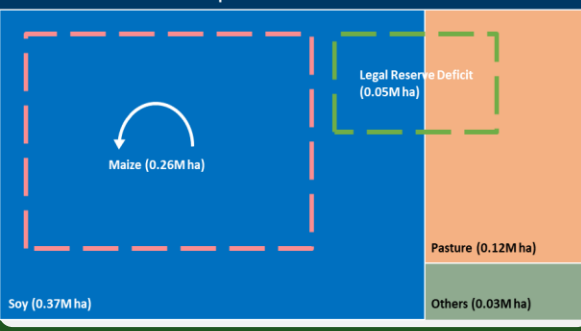 Legal Reserve Deficit
(0.05M ha)
Maize (0.26M ha)
Pasture (0.12M ha)
Soy (0.37M ha)
Others (0.03M ha)